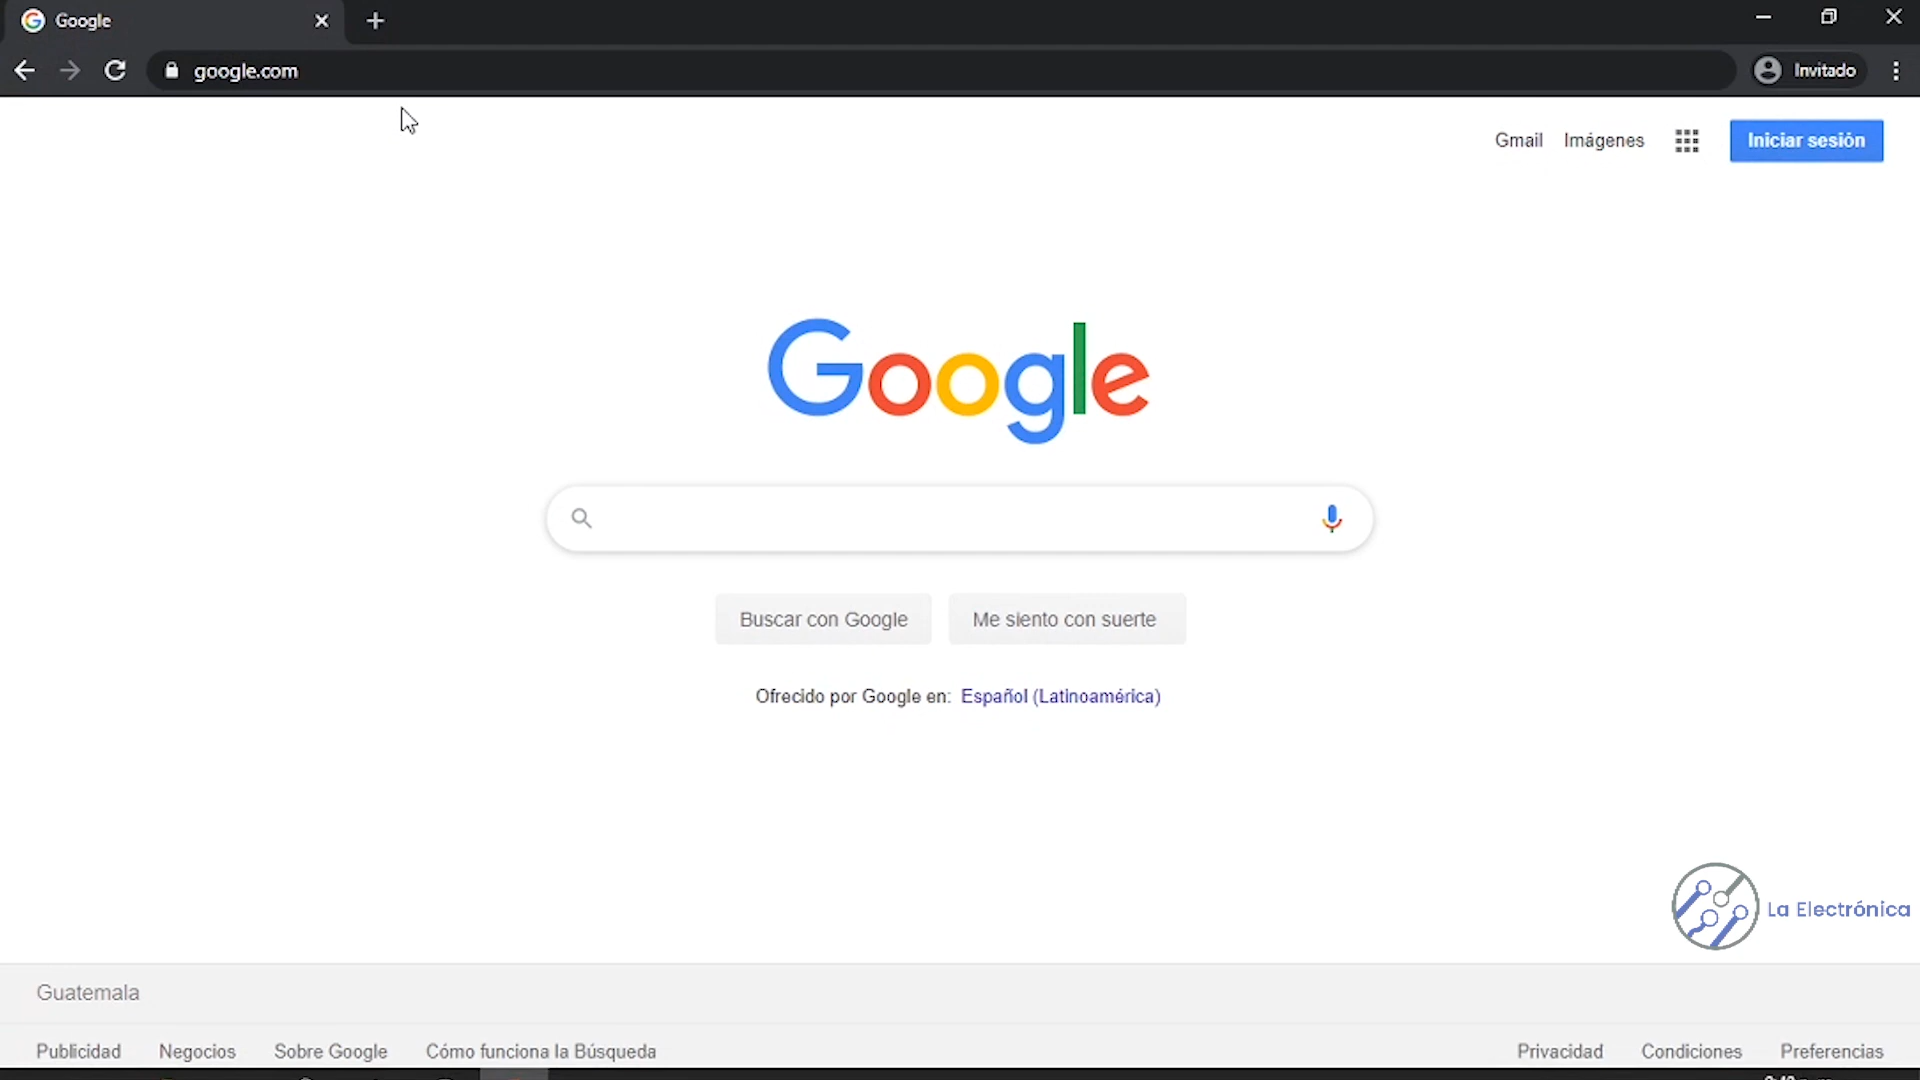 Google
google.com
Invitado
Gmail Imágenes Iniciar sesión
Google
Buscar con Google Me siento con suerte
Ofrecido por Google en: Español (Latinoamérica)
La Electrónica
Guatemala
Publicidad Negocios Sobre Google Cómo funciona la Búsqueda Privacidad Condiciones Preferencias